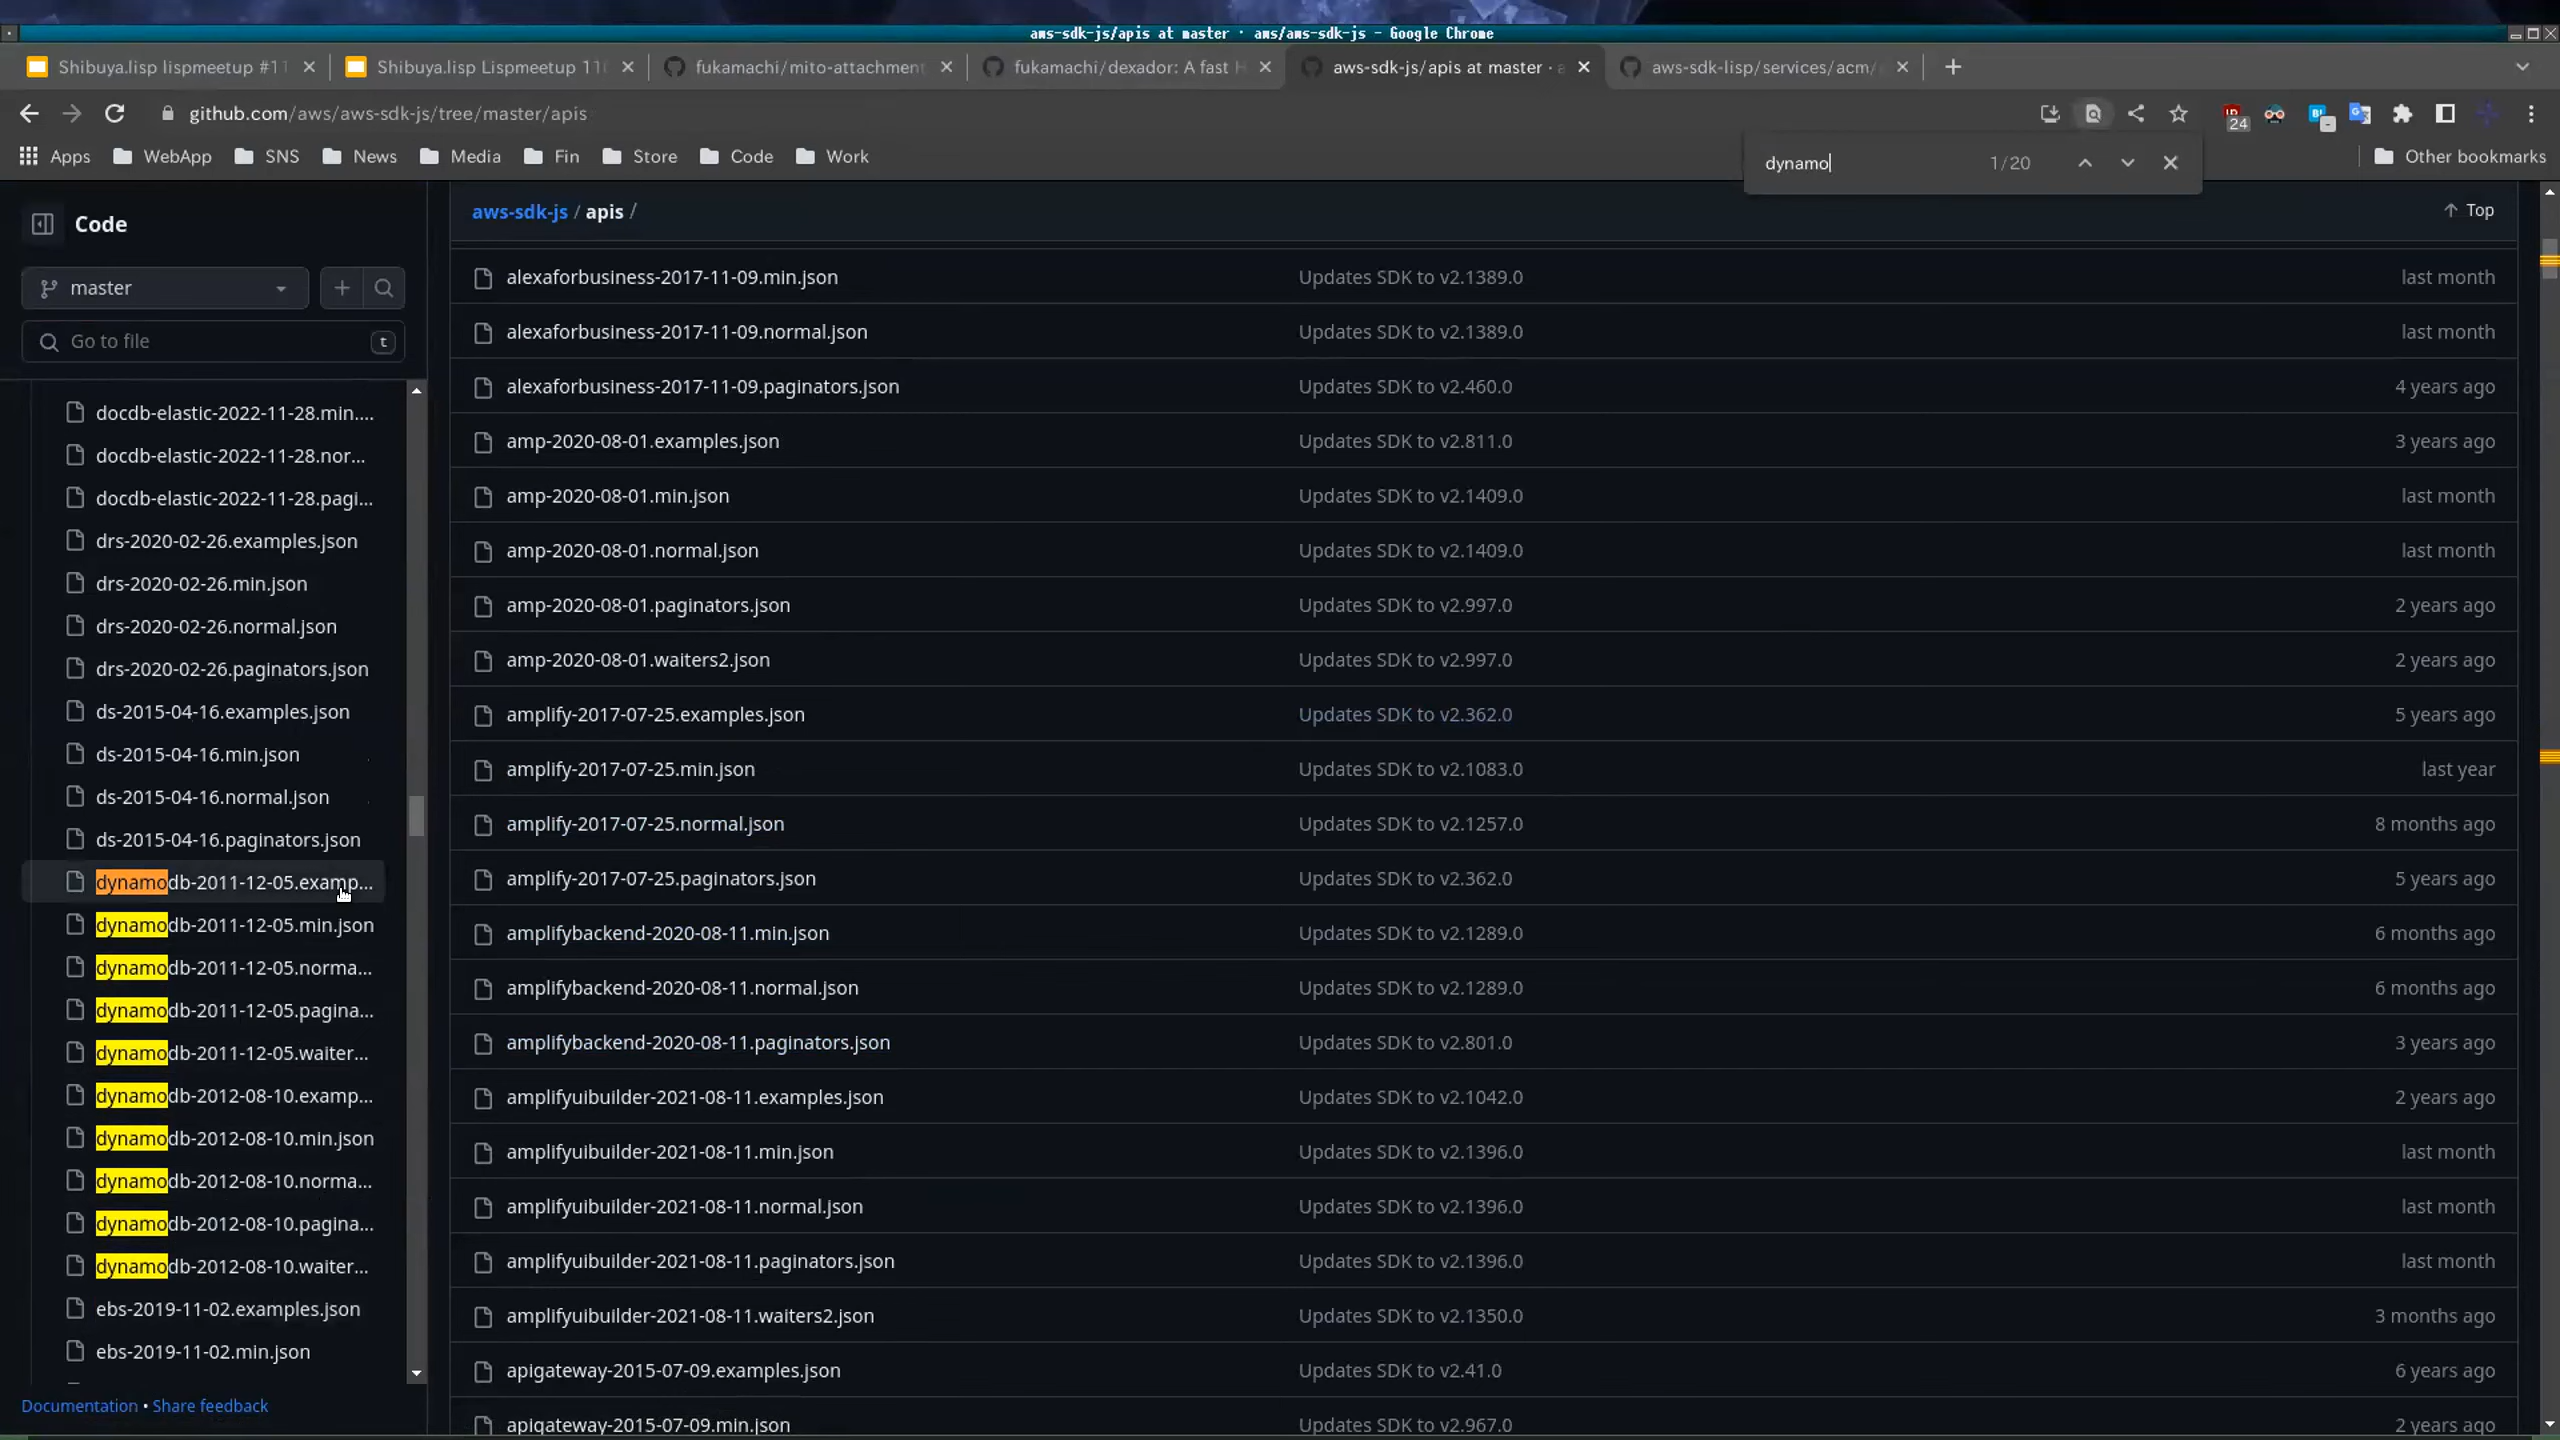 aws-sdk-js/apis at master · aws/aws-sdk-js - Google Chrome
Shibuya.lisp lispmeetup #11
Shibuya.lisp Lispmeetup 11
fukamachi/mito-attachment
fukamachi/dexador: A fast H
aws-sdk-js/apis at master ·
aws-sdk-lisp/services/acm/
github.com/aws/aws-sdk-js/tree/master/apis
24
Apps
WebApp
SNS
News
Media
Fin
Store
Code
Work
dynamo
1/20
Other bookmarks
Code
master
Go to file
t
docdb-elastic-2022-11-28.min....
docdb-elastic-2022-11-28.nor...
docdb-elastic-2022-11-28.pagi...
drs-2020-02-26.examples.json
drs-2020-02-26.min.json
drs-2020-02-26.normal.json
drs-2020-02-26.paginators.json
ds-2015-04-16.examples.json
ds-2015-04-16.min.json
ds-2015-04-16.normal.json
ds-2015-04-16.paginators.json
dynamodb-2011-12-05.examp...
dynamodb-2011-12-05.min.json
dynamodb-2011-12-05.norma...
dynamodb-2011-12-05.pagina...
dynamodb-2011-12-05.waiter...
dynamodb-2012-08-10.examp...
dynamodb-2012-08-10.min.json
dynamodb-2012-08-10.norma...
dynamodb-2012-08-10.pagina...
dynamodb-2012-08-10.waiter...
ebs-2019-11-02.examples.json
ebs-2019-11-02.min.json
Documentation • Share feedback
aws-sdk-js / apis /
Top
alexaforbusiness-2017-11-09.min.json Updates SDK to v2.1389.0 last month
alexaforbusiness-2017-11-09.normal.json Updates SDK to v2.1389.0 last month
alexaforbusiness-2017-11-09.paginators.json Updates SDK to v2.460.0 4 years ago
amp-2020-08-01.examples.json Updates SDK to v2.811.0 3 years ago
amp-2020-08-01.min.json Updates SDK to v2.1409.0 last month
amp-2020-08-01.normal.json Updates SDK to v2.1409.0 last month
amp-2020-08-01.paginators.json Updates SDK to v2.997.0 2 years ago
amp-2020-08-01.waiters2.json Updates SDK to v2.997.0 2 years ago
amplify-2017-07-25.examples.json Updates SDK to v2.362.0 5 years ago
amplify-2017-07-25.min.json Updates SDK to v2.1083.0 last year
amplify-2017-07-25.normal.json Updates SDK to v2.1257.0 8 months ago
amplify-2017-07-25.paginators.json Updates SDK to v2.362.0 5 years ago
amplifybackend-2020-08-11.min.json Updates SDK to v2.1289.0 6 months ago
amplifybackend-2020-08-11.normal.json Updates SDK to v2.1289.0 6 months ago
amplifybackend-2020-08-11.paginators.json Updates SDK to v2.801.0 3 years ago
amplifyuibuilder-2021-08-11.examples.json Updates SDK to v2.1042.0 2 years ago
amplifyuibuilder-2021-08-11.min.json Updates SDK to v2.1396.0 last month
amplifyuibuilder-2021-08-11.normal.json Updates SDK to v2.1396.0 last month
amplifyuibuilder-2021-08-11.paginators.json Updates SDK to v2.1396.0 last month
amplifyuibuilder-2021-08-11.waiters2.json Updates SDK to v2.1350.0 3 months ago
apigateway-2015-07-09.examples.json Updates SDK to v2.41.0 6 years ago
apigateway-2015-07-09.min.json Updates SDK to v2.967.0 2 years ago